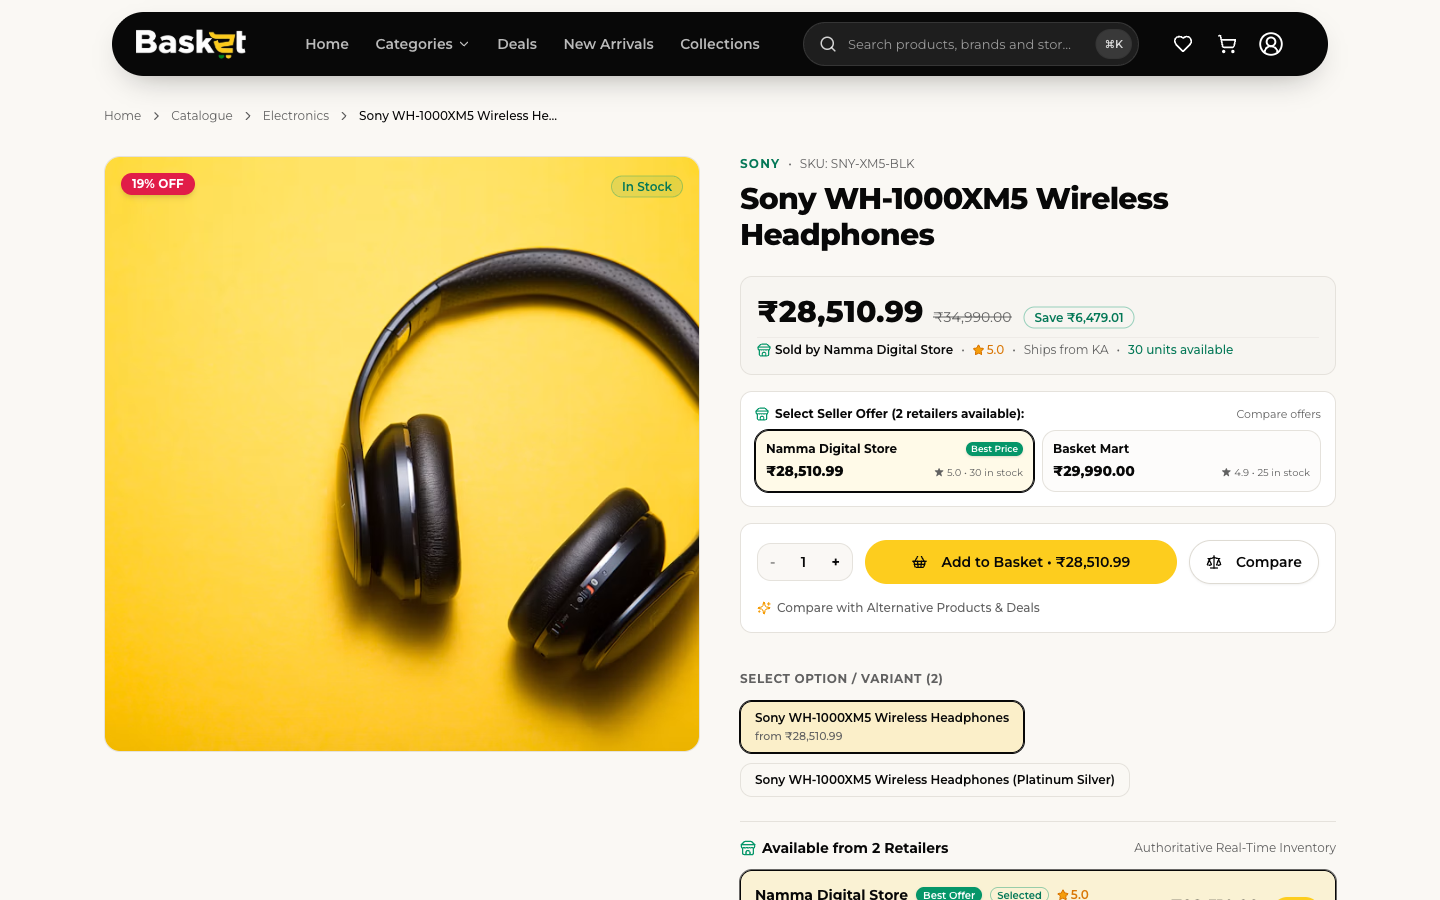 Basket
Home
Categories
Deals
New Arrivals
Collections
Search products, brands and stor...
⌘K
Home
Catalogue
Electronics
Sony WH-1000XM5 Wireless He...
19% OFF
In Stock
SONY • SKU: SNY-XM5-BLK
Sony WH-1000XM5 Wireless
Headphones
₹28,510.99 ₹34,990.00 Save ₹6,479.01
Sold by Namma Digital Store • 5.0 • Ships from KA • 30 units available
Select Seller Offer (2 retailers available):
Compare offers
Namma Digital Store Best Price
₹28,510.99 ★ 5.0 • 30 in stock
Basket Mart
₹29,990.00 ★ 4.9 • 25 in stock
- 1 +
Add to Basket • ₹28,510.99
Compare
Compare with Alternative Products & Deals
SELECT OPTION / VARIANT (2)
Sony WH-1000XM5 Wireless Headphones
from ₹28,510.99
Sony WH-1000XM5 Wireless Headphones (Platinum Silver)
Available from 2 Retailers
Authoritative Real-Time Inventory
Namma Digital Store Best Offer Selected 5.0